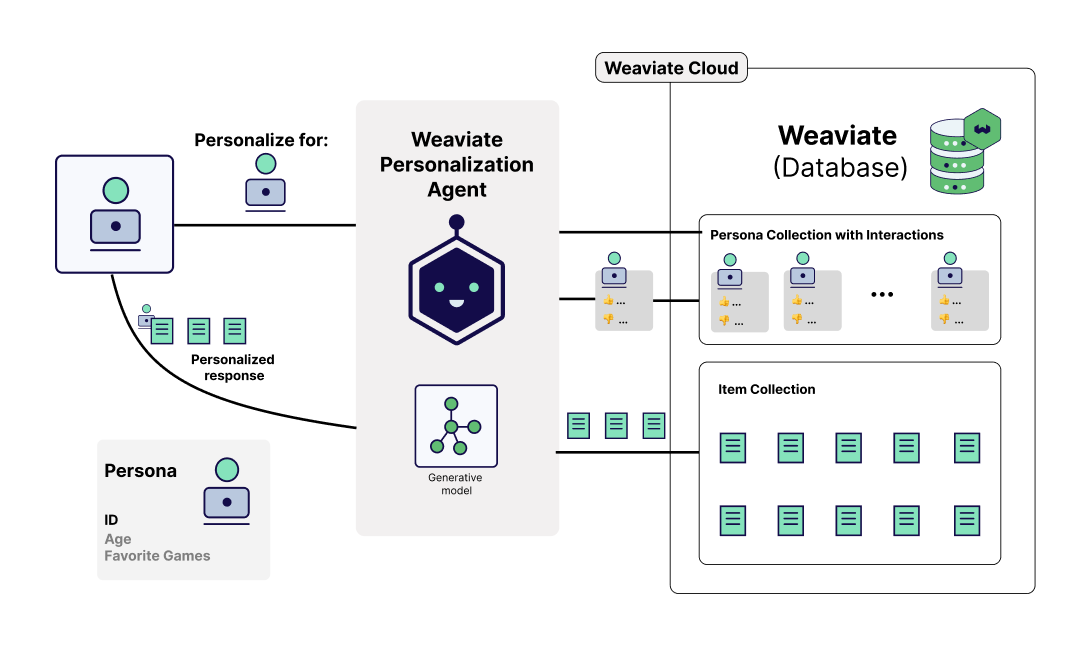 Weaviate Cloud
Personalize for:
Weaviate
Personalization
Agent
Weaviate
(Database)
Persona Collection with Interactions
👍...
👎...
👍...
👎...
👍...
👎...
...
👍...
👎...
Personalized
response
Item Collection
Generative
model
Persona
ID
Age
Favorite Games